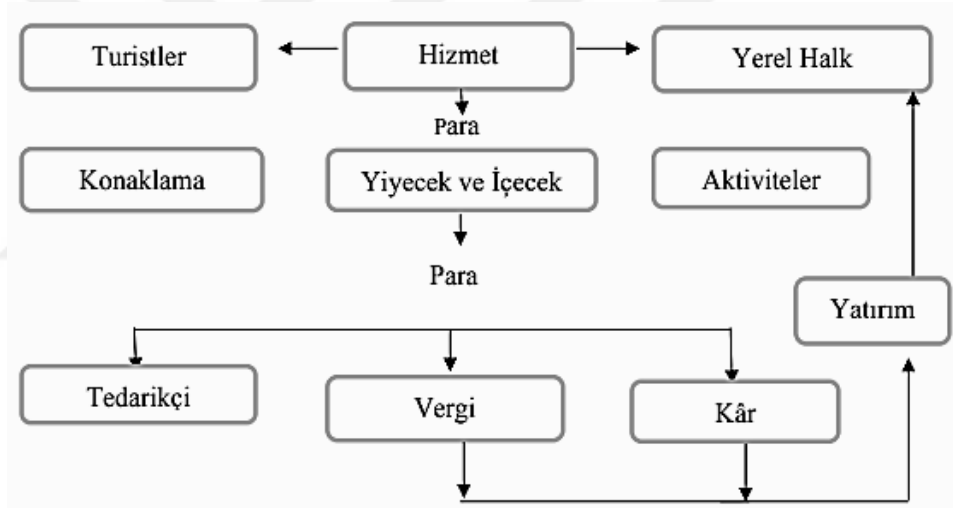 Turistler
Hizmet
Yerel Halk
Para
Konaklama
Yiyecek ve İçecek
Aktiviteler
Para
Yatırım
Tedarikçi
Vergi
Kâr